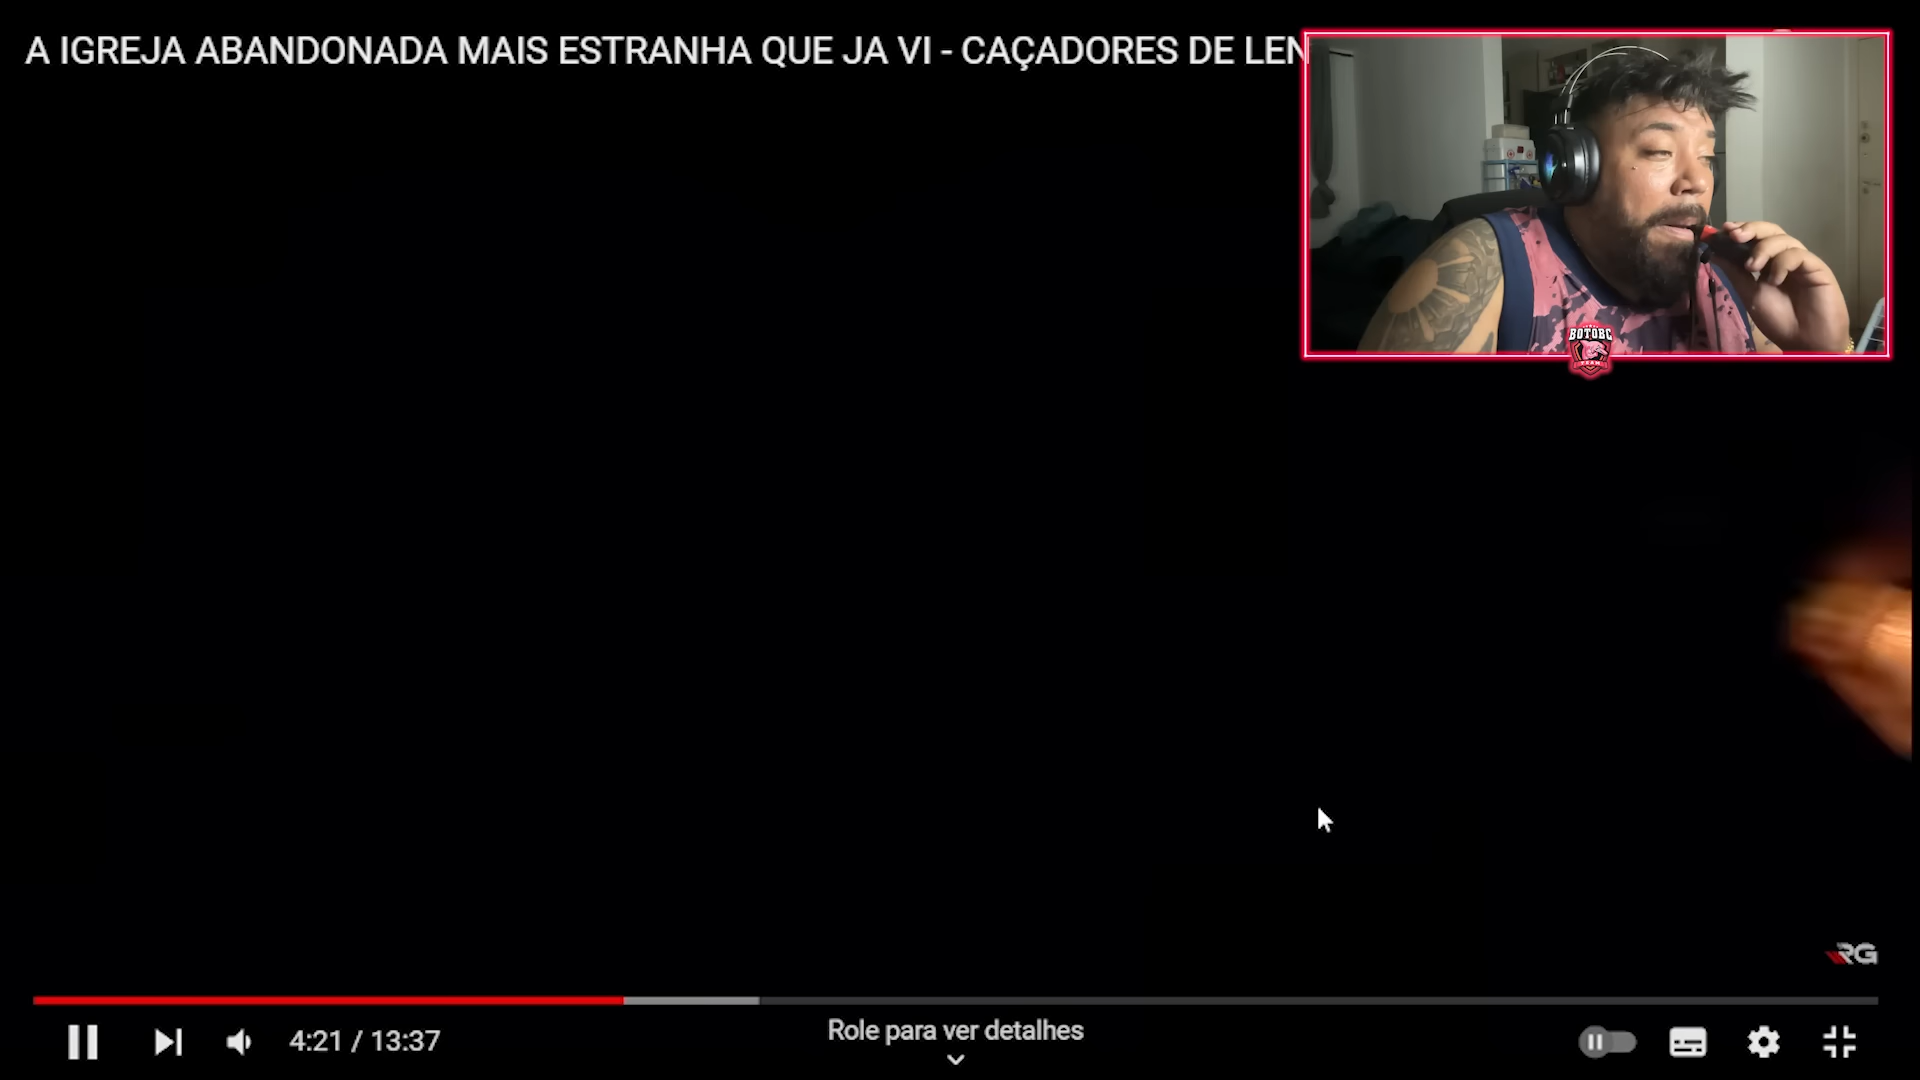 A IGREJA ABANDONADA MAIS ESTRANHA QUE JA VI - CAÇADORES DE LEN
BOTOBC
RG
4:21 / 13:37
Role para ver detalhes